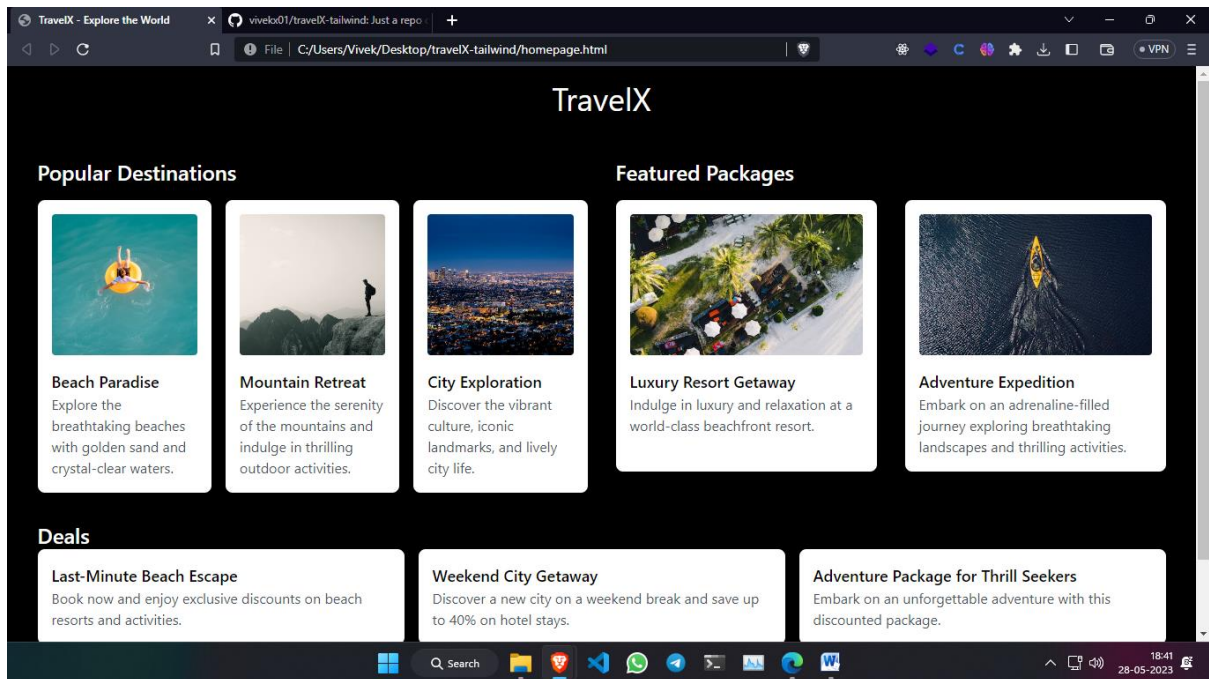 TravelX - Explore the World
vivekx01/travelX-tailwind: Just a repo
File C:/Users/Vivek/Desktop/travelX-tailwind/homepage.html
VPN
TravelX
Popular Destinations
Beach Paradise
Explore the
breathtaking beaches
with golden sand and
crystal-clear waters.
Mountain Retreat
Experience the serenity
of the mountains and
indulge in thrilling
outdoor activities.
City Exploration
Discover the vibrant
culture, iconic
landmarks, and lively
city life.
Featured Packages
Luxury Resort Getaway
Indulge in luxury and relaxation at a
world-class beachfront resort.
Adventure Expedition
Embark on an adrenaline-filled
journey exploring breathtaking
landscapes and thrilling activities.
Deals
Last-Minute Beach Escape
Book now and enjoy exclusive discounts on beach
resorts and activities.
Weekend City Getaway
Discover a new city on a weekend break and save up
to 40% on hotel stays.
Adventure Package for Thrill Seekers
Embark on an unforgettable adventure with this
discounted package.
Search
18:41
28-05-2023